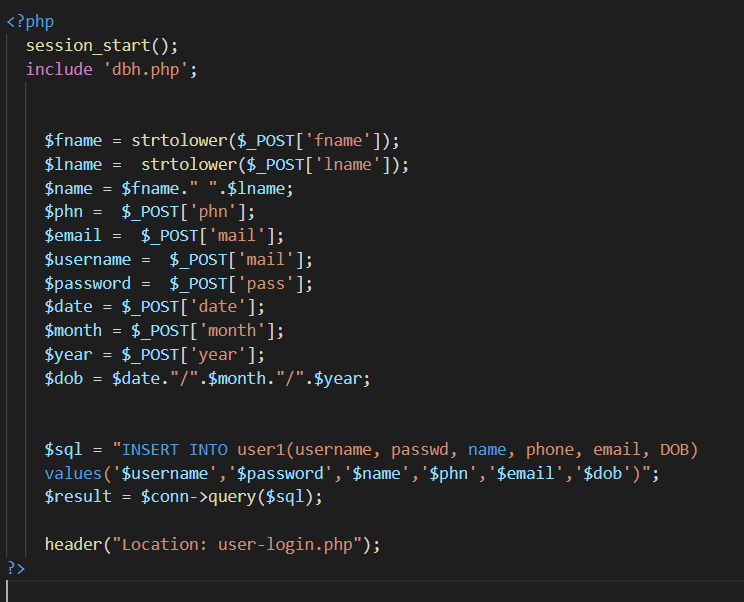 <?php
session_start();
include 'dbh.php';
$fname = strtolower($_POST['fname']);
$lname =  strtolower($_POST['lname']);
$name = $fname." ".$lname;
$phn =  $_POST['phn'];
$email =  $_POST['mail'];
$username =  $_POST['mail'];
$password =  $_POST['pass'];
$date = $_POST['date'];
$month = $_POST['month'];
$year = $_POST['year'];
$dob = $date."/".$month."/".$year;
$sql = "INSERT INTO user1(username, passwd, name, phone, email, DOB)
values('$username','$password','$name','$phn','$email','$dob')";
$result = $conn->query($sql);
header("Location: user-login.php");
?>